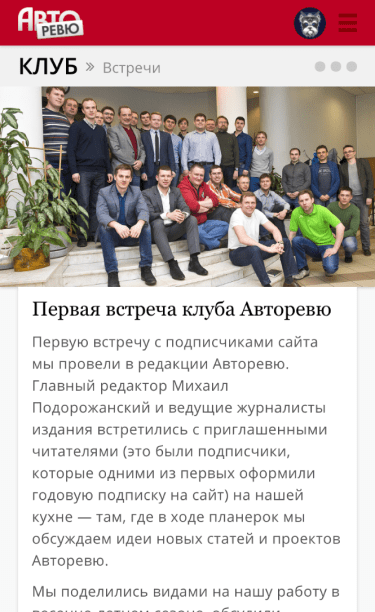 АВТО
РЕВЮ
КЛУБ » Встречи
Первая встреча клуба Авторевю
Первую встречу с подписчиками сайта
мы провели в редакции Авторевю.
Главный редактор Михаил
Подорожанский и ведущие журналисты
издания встретились с приглашенными
читателями (это были подписчики,
которые одними из первых оформили
годовую подписку на сайт) на нашей
кухне — там, где в ходе планерок мы
обсуждаем идеи новых статей и проектов
Авторевю.
Мы поделились видами на нашу работу в